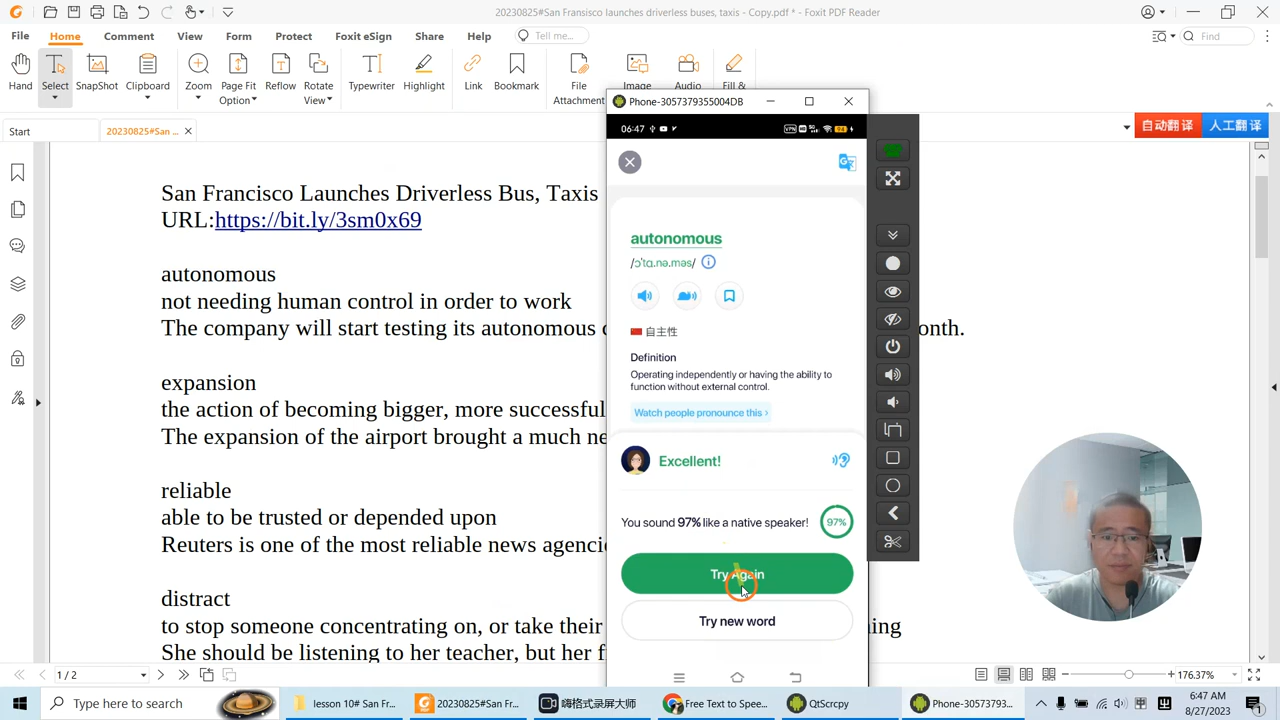 20230825#San Fransisco launches driverless buses, taxis - Copy.pdf * - Foxit PDF Reader
File Home Comment View Form Protect Foxit eSign Share Help Tell me... Find
Hand Select SnapShot Clipboard Zoom Page Fit Option Reflow Rotate View Typewriter Highlight Link Bookmark File Attachment Image Audio Fill &
Start 20230825#San ... 自动翻译 人工翻译
San Francisco Launches Driverless Bus, Taxis
URL:https://bit.ly/3sm0x69
autonomous
not needing human control in order to work
The company will start testing its autonomous
onth.
expansion
the action of becoming bigger, more successful
The expansion of the airport brought a much ne
reliable
able to be trusted or depended upon
Reuters is one of the most reliable news agenci
distract
to stop someone concentrating on, or take their
ing
She should be listening to her teacher, but her f
Phone-3057379355004DB
06:47
autonomous
/ɔˈtɑ.nə.məs/
自主性
Definition
Operating independently or having the ability to
function without external control.
Watch people pronounce this ›
Excellent!
You sound 97% like a native speaker! 97%
Try Again
Try new word
1 / 2 176.37%
Type here to search lesson 10# San Fr... 20230825#San Fr... 嗨格式录屏大师 Free Text to Spee... QtScrcpy Phone-30573793... 中 6:47 AM
8/27/2023 1